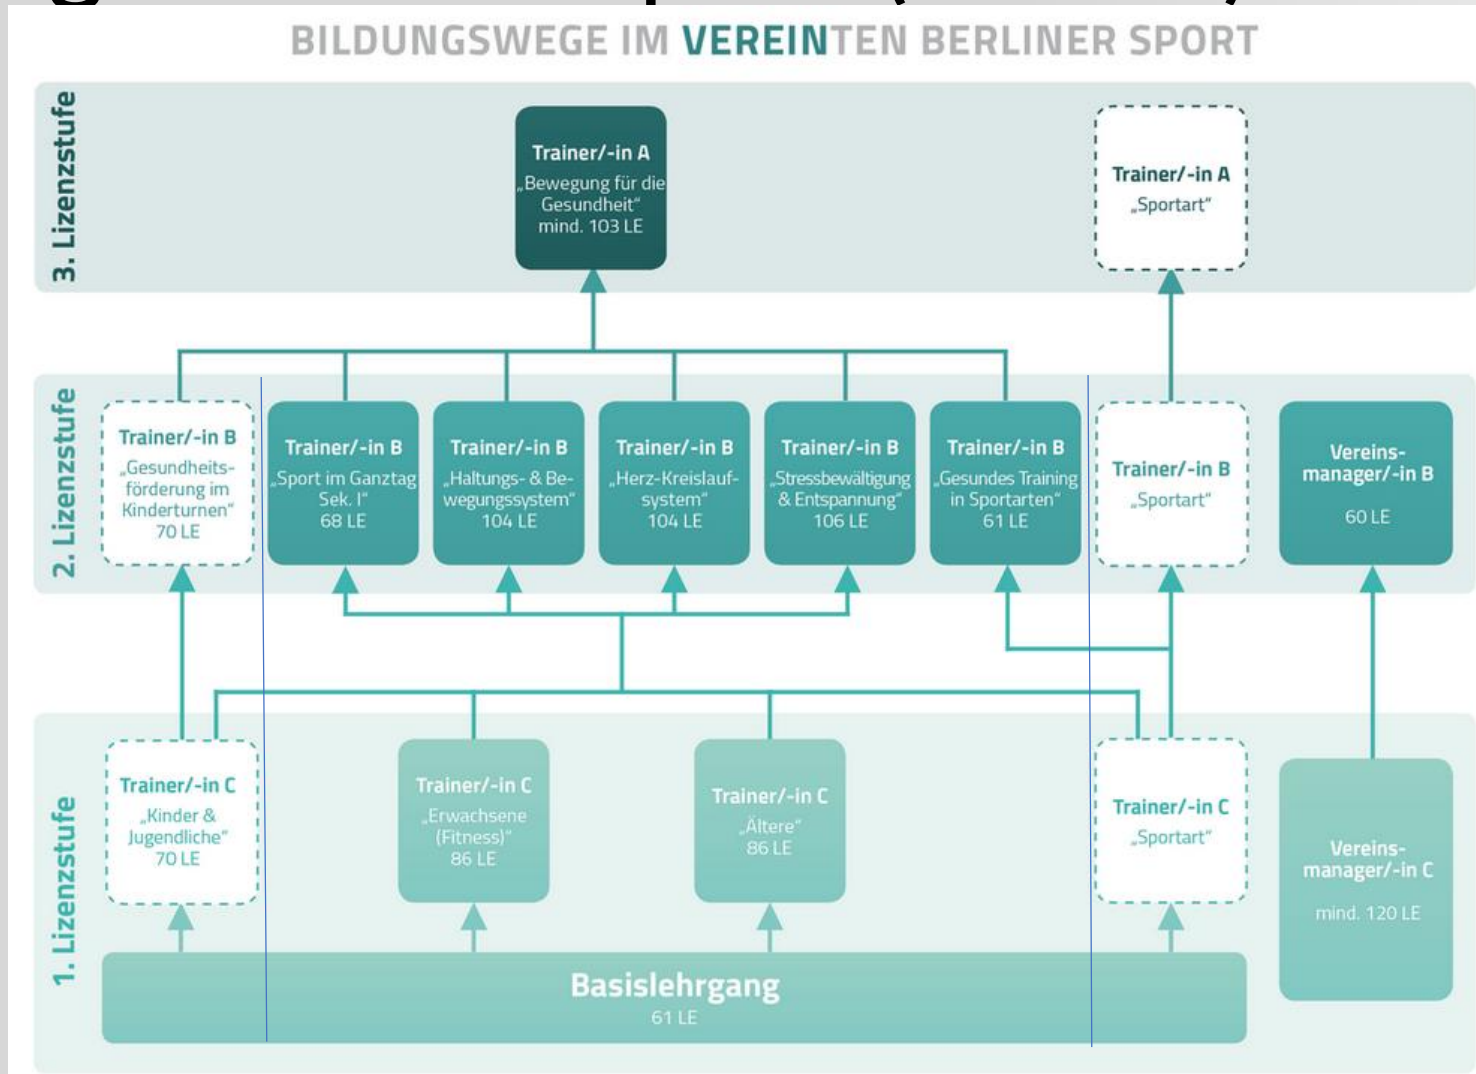 BILDUNGSWEGE IM VEREINTEN BERLINER SPORT
3. Lizenzstufe
Trainer/-in A
„Bewegung für die
Gesundheit“
mind. 103 LE
Trainer/-in A
„Sportart“
2. Lizenzstufe
Trainer/-in B
„Gesundheits-
förderung im
Kinderturnen“
70 LE
Trainer/-in B
„Sport im Ganztag
Sek. I“
68 LE
Trainer/-in B
„Haltungs- & Be-
wegungssystem“
104 LE
Trainer/-in B
„Herz-Kreislauf-
system“
104 LE
Trainer/-in B
„Stressbewältigung
& Entspannung“
106 LE
Trainer/-in B
„Gesundes Training
in Sportarten“
61 LE
Trainer/-in B
„Sportart“
Vereins-
manager/-in B
60 LE
1. Lizenzstufe
Trainer/-in C
„Kinder &
Jugendliche“
70 LE
Trainer/-in C
„Erwachsene
(Fitness)“
86 LE
Trainer/-in C
„Ältere“
86 LE
Trainer/-in C
„Sportart“
Vereins-
manager/-in C
mind. 120 LE
Basislehrgang
61 LE